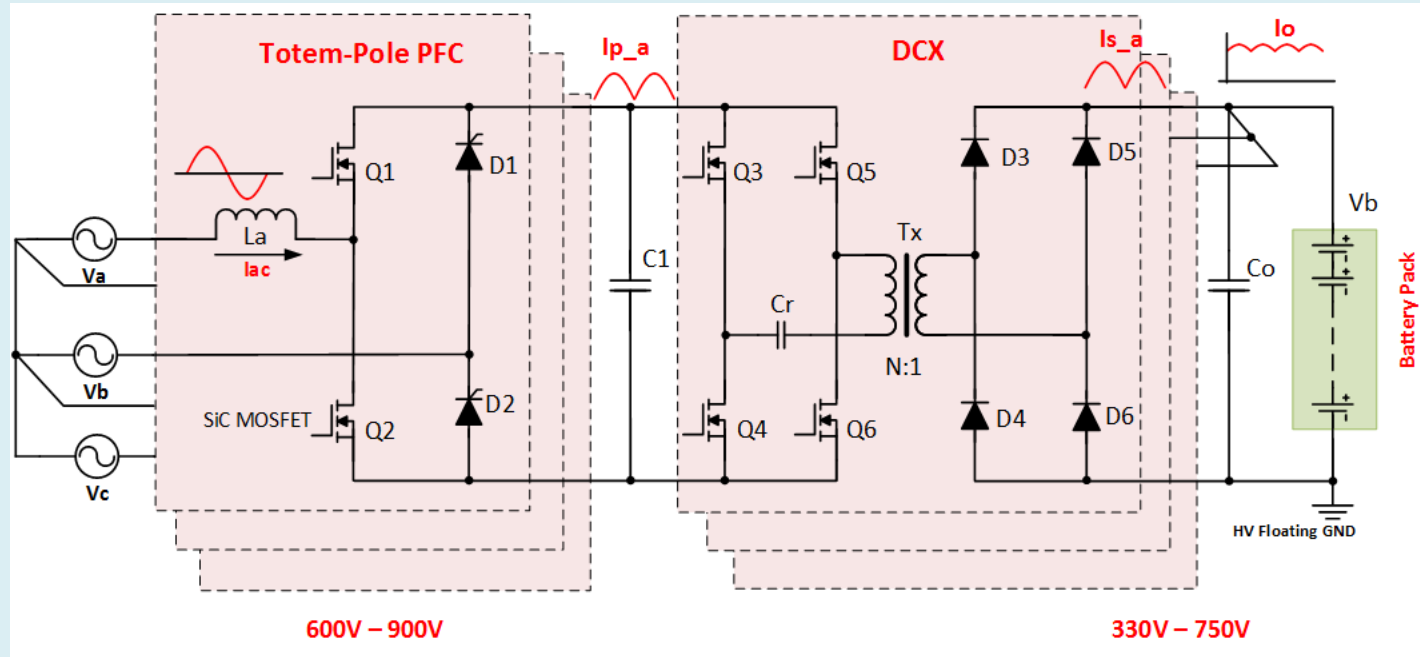 Totem-Pole PFC
Ip_a
DCX
Is_a
Io
Q1
D1
Q3
Q5
D3
D5
La
Iac
Va
C1
Tx
Vb
Co
Cr
N:1
Vb
SiC MOSFET
Q2
D2
Q4
Q6
D4
D6
Vc
Battery Pack
HV Floating GND
600V – 900V
330V – 750V